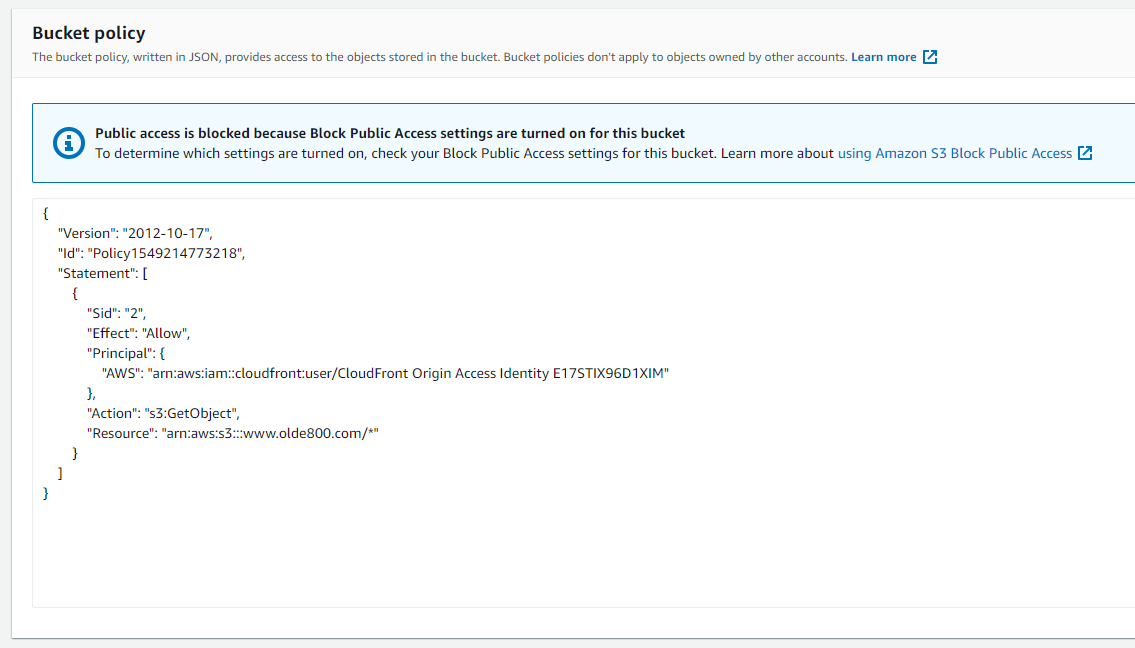 Bucket policy
The bucket policy, written in JSON, provides access to the objects stored in the bucket. Bucket policies don't apply to objects owned by other accounts. Learn more
Public access is blocked because Block Public Access settings are turned on for this bucket
To determine which settings are turned on, check your Block Public Access settings for this bucket. Learn more about using Amazon S3 Block Public Access
{
"Version": "2012-10-17",
"Id": "Policy1549214773218",
"Statement": [
{
"Sid": "2",
"Effect": "Allow",
"Principal": {
"AWS": "arn:aws:iam::cloudfront:user/CloudFront Origin Access Identity E17STIX96D1XIM"
},
"Action": "s3:GetObject",
"Resource": "arn:aws:s3:::www.olde800.com/*"
}
]
}